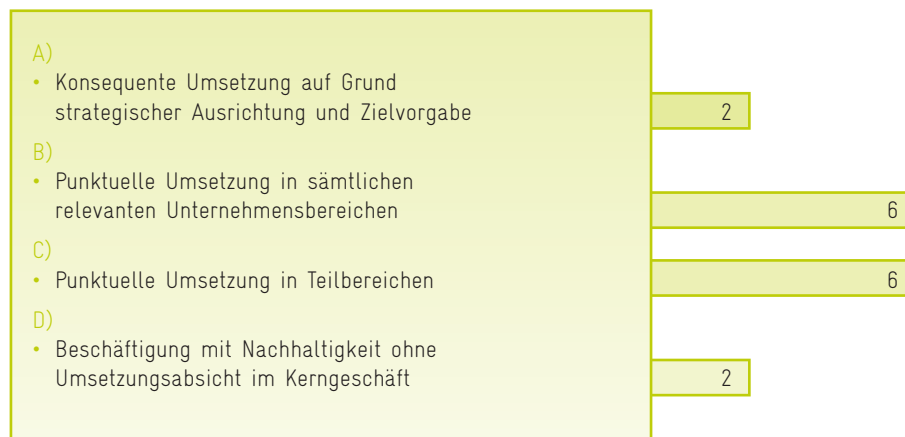 A)
• Konsequente Umsetzung auf Grund
strategischer Ausrichtung und Zielvorgabe
2
B)
• Punktuelle Umsetzung in sämtlichen
relevanten Unternehmensbereichen
6
C)
• Punktuelle Umsetzung in Teilbereichen
6
D)
• Beschäftigung mit Nachhaltigkeit ohne
Umsetzungsabsicht im Kerngeschäft
2